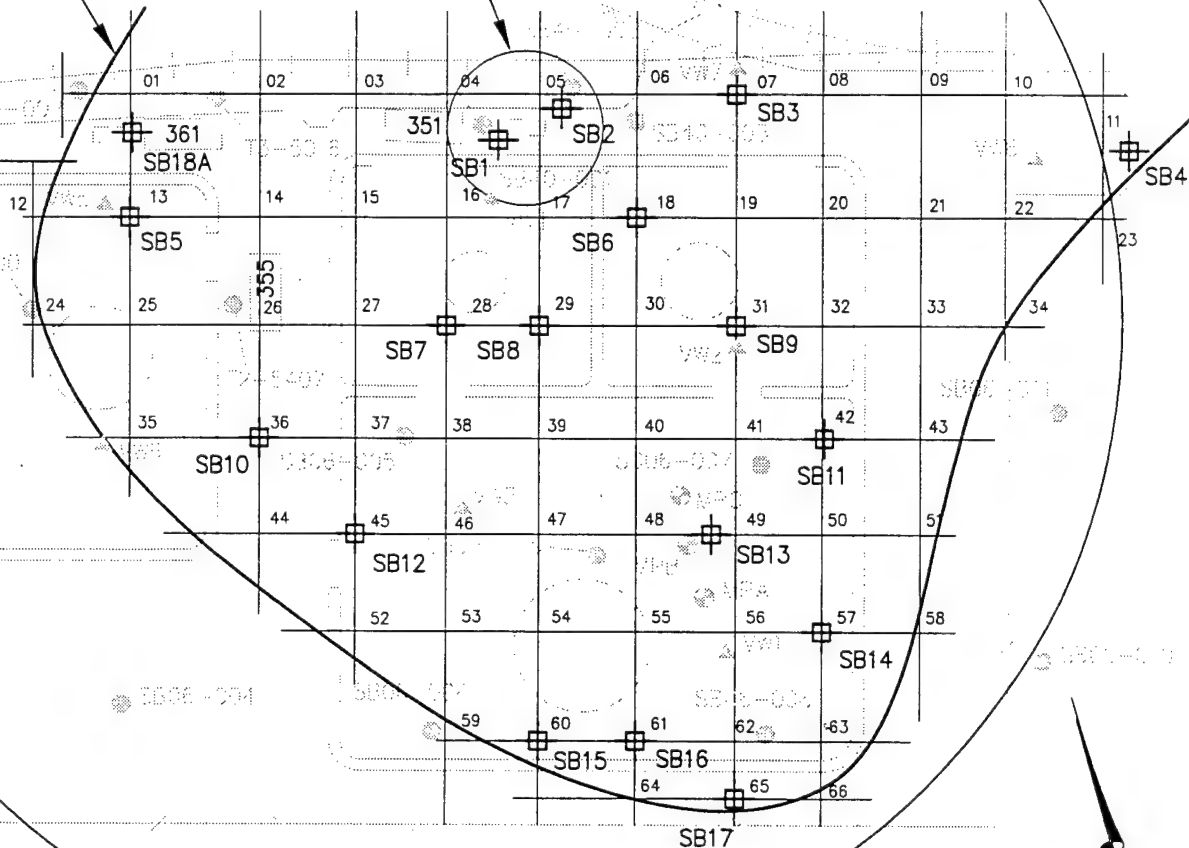 01 02 03 04 05 06 07 08 09 10
VW7
11
361 351 SB2 SB3
SB18A SB1 SB4
12 13 14 15 16 17 18 19 20 21 22 23
SB5 SB6
355
24 25 26 27 28 29 30 31 32 33 34
SB7 SB8 SB9
VW2
35 36 37 38 39 40 41 42 43
SB10 SB11
44 45 46 47 48 49 50 51
SB12 SB13
52 53 54 55 56 57 58
VW1
SB14
59 60 61 62 63
SB15 SB16
64 65 66
SB17